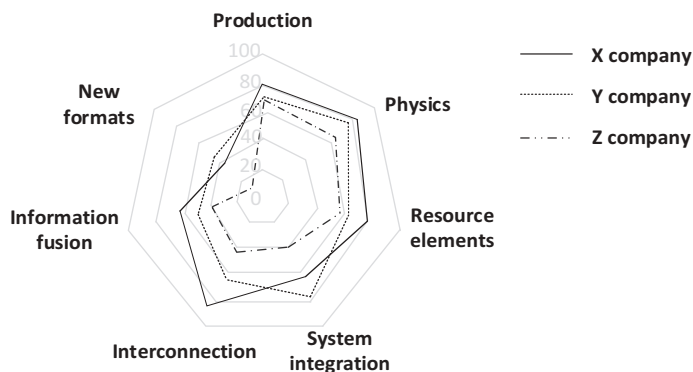 Production
100
80
60
40
20
0
X company
Y company
Z company
Physics
New
formats
Resource
elements
Information
fusion
Interconnection
System
integration